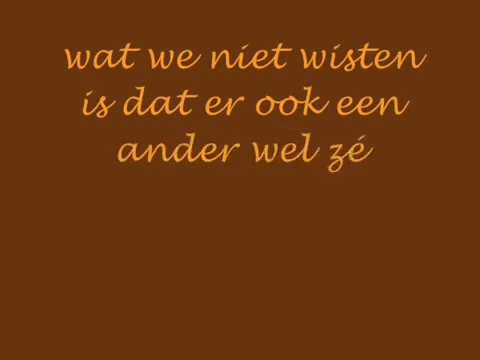 wat we niet wisten
is dat er ook een
ander wel zé